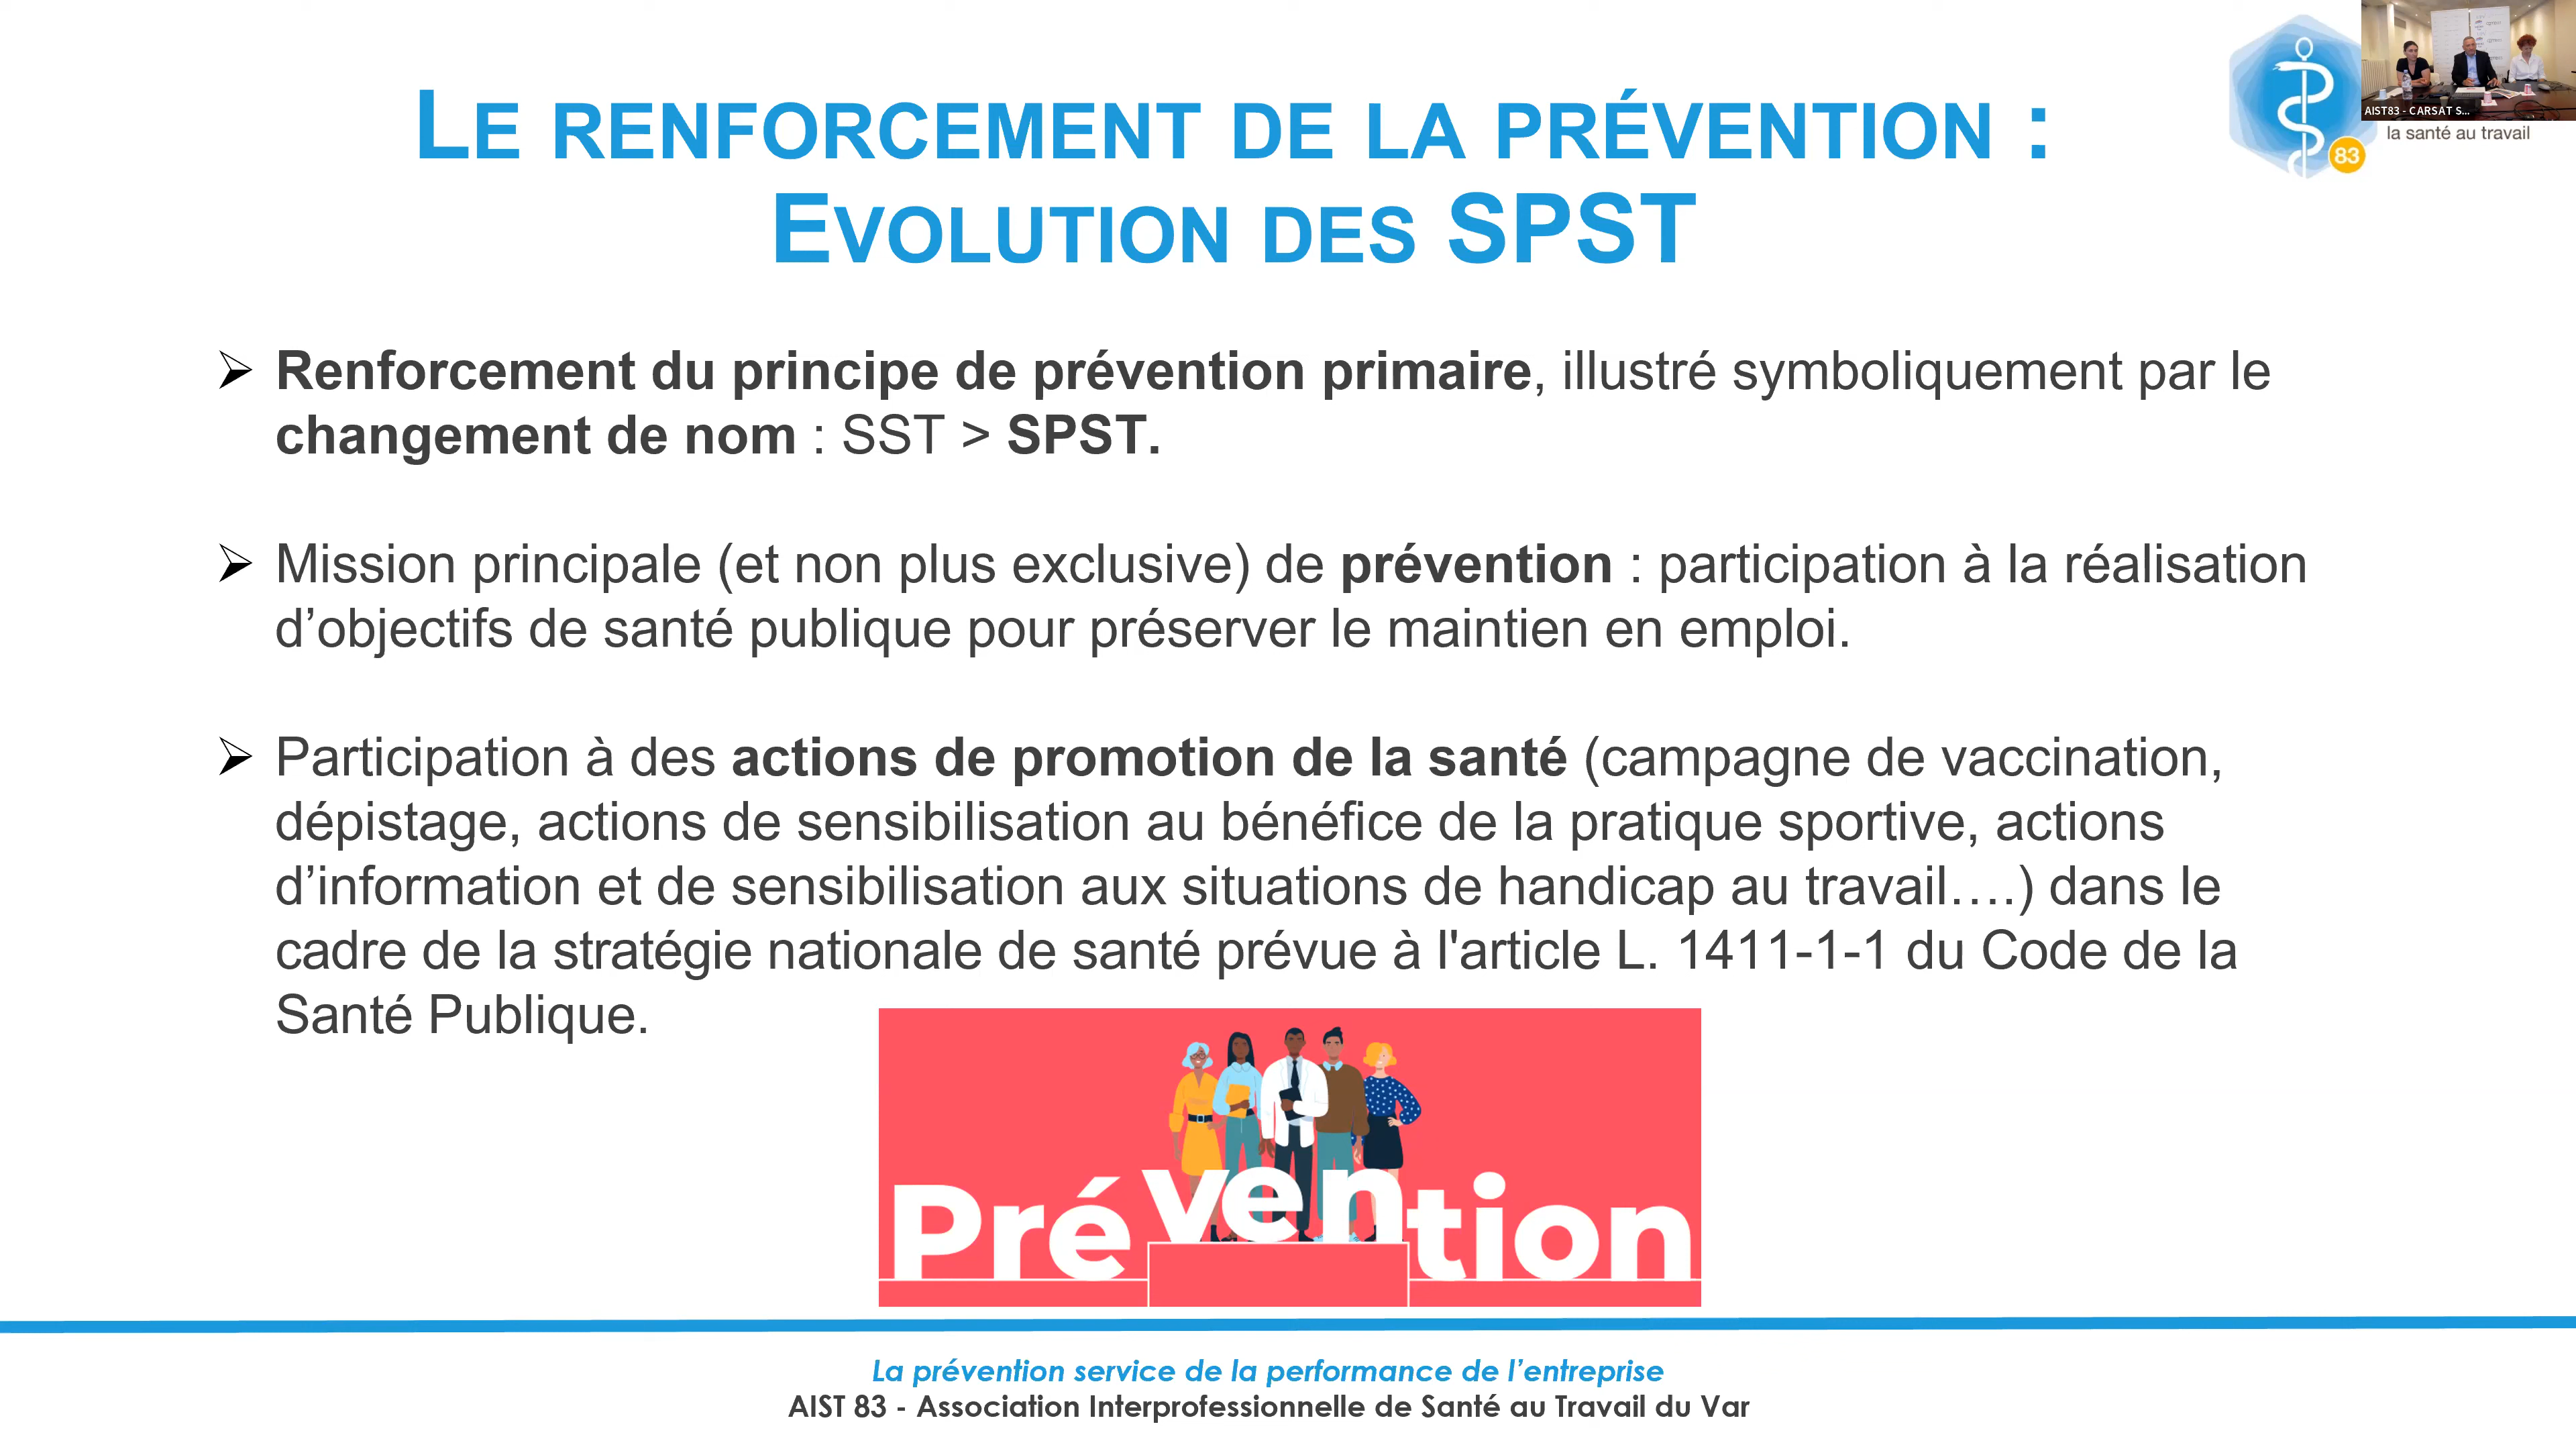 LE RENFORCEMENT DE LA PRÉVENTION :
EVOLUTION DES SPST
AIST83 - CARSAT S...
la santé au travail
83
➢ Renforcement du principe de prévention primaire, illustré symboliquement par le
changement de nom : SST > SPST.
➢ Mission principale (et non plus exclusive) de prévention : participation à la réalisation
d’objectifs de santé publique pour préserver le maintien en emploi.
➢ Participation à des actions de promotion de la santé (campagne de vaccination,
dépistage, actions de sensibilisation au bénéfice de la pratique sportive, actions
d’information et de sensibilisation aux situations de handicap au travail….) dans le
cadre de la stratégie nationale de santé prévue à l'article L. 1411-1-1 du Code de la
Santé Publique.
Prévention
La prévention service de la performance de l’entreprise
AIST 83 - Association Interprofessionnelle de Santé au Travail du Var